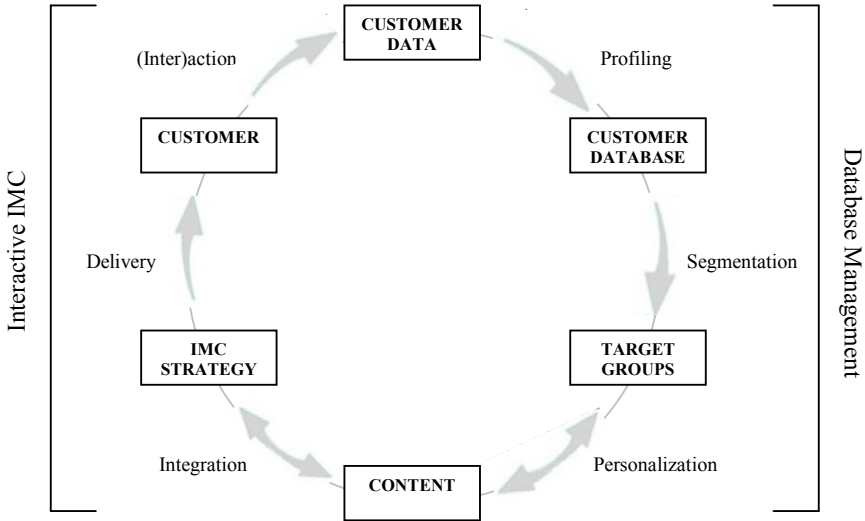 CUSTOMER
DATA
(Inter)action
Profiling
CUSTOMER
CUSTOMER
DATABASE
Interactive IMC
Database Management
Delivery
Segmentation
IMC
STRATEGY
TARGET
GROUPS
Integration
Personalization
CONTENT